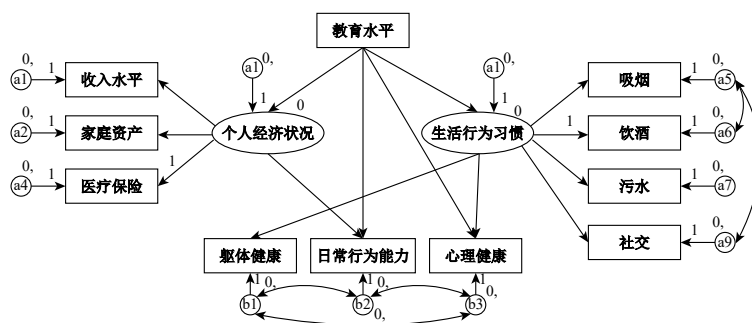 教育水平
0,
a1
1
收入水平
0,
a1
1
0
0,
a1
1
0
吸烟
1
0,
a5
0,
a2
1
家庭资产
个人经济状况
生活行为习惯
1
饮酒
1
0,
a6
1
0,
a4
1
医疗保险
污水
1
0,
a7
社交
1
0,
a9
躯体健康
日常行为能力
心理健康
1
0,
b1
1
0,
b2
1
0,
b3